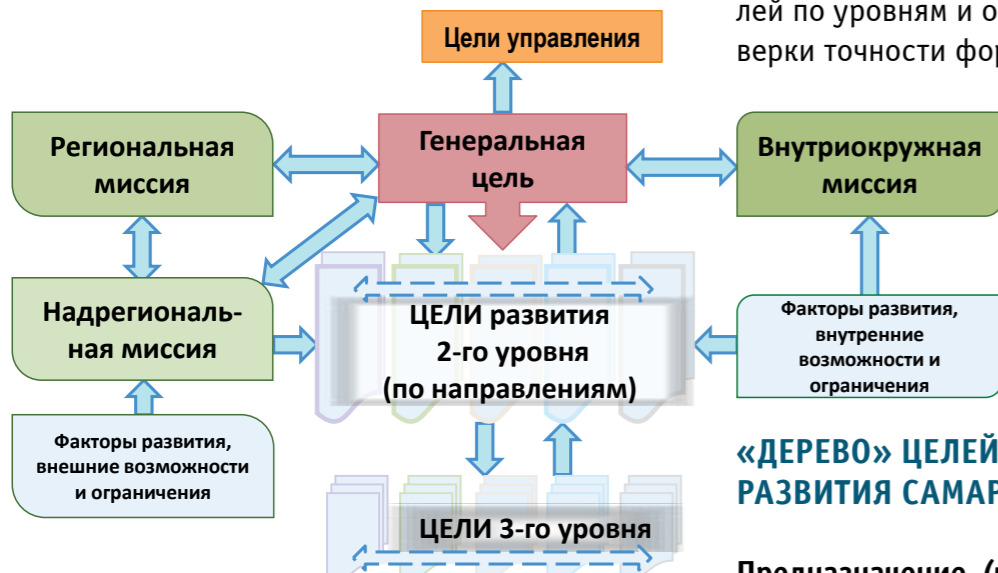 лей по уровням и о
верки точности фор
Цели управления
Региональная
миссия
Генеральная
цель
Внутриокружная
миссия
Надрегиональ-
ная миссия
ЦЕЛИ развития
2-го уровня
(по направлениям)
Факторы развития,
внутренние
возможности и
ограничения
Факторы развития,
внешние возможности
и ограничения
ЦЕЛИ 3-го уровня
«ДЕРЕВО» ЦЕЛЕЙ
РАЗВИТИЯ САМАР
Предназначение